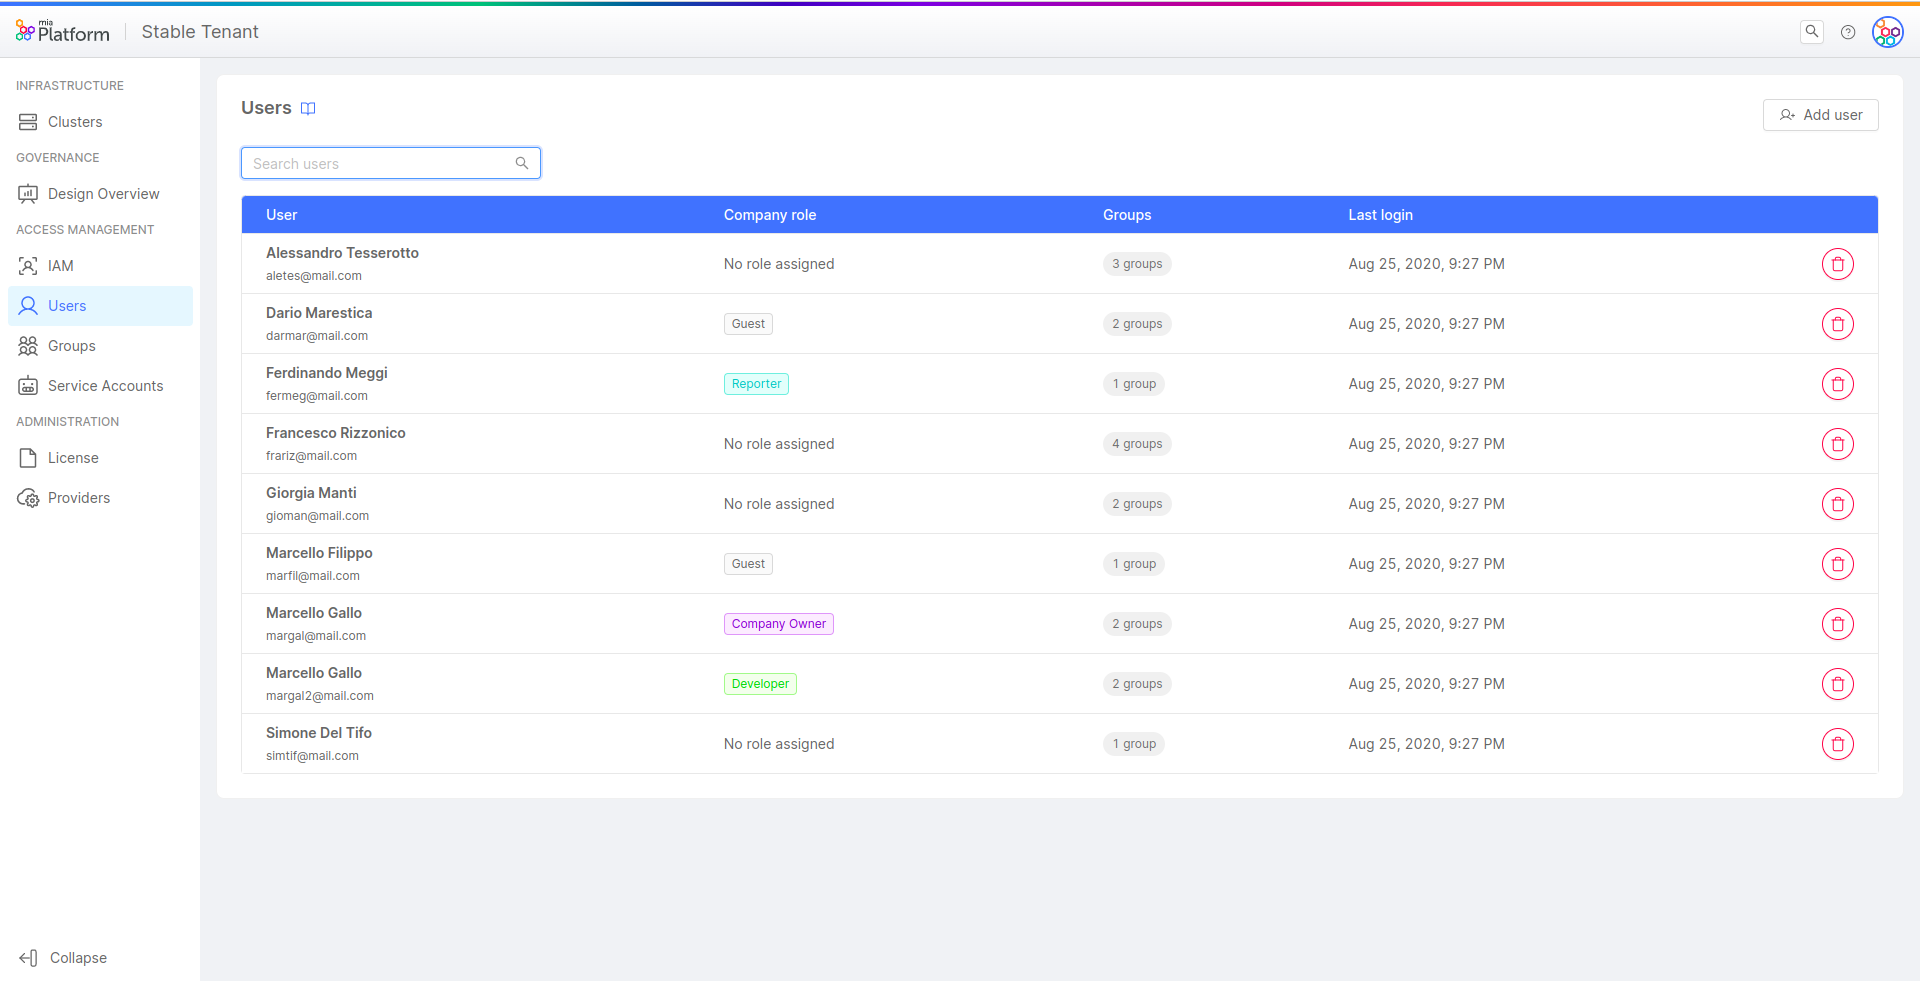 mia
Platform
Stable Tenant
INFRASTRUCTURE
Clusters
GOVERNANCE
Design Overview
ACCESS MANAGEMENT
IAM
Users
Groups
Service Accounts
ADMINISTRATION
License
Providers
Collapse
Users
Add user
Search users
User Company role Groups Last login
Alessandro Tesserotto
aletes@mail.com
No role assigned 3 groups Aug 25, 2020, 9:27 PM
Dario Marestica
darmar@mail.com
Guest 2 groups Aug 25, 2020, 9:27 PM
Ferdinando Meggi
fermeg@mail.com
Reporter 1 group Aug 25, 2020, 9:27 PM
Francesco Rizzonico
frariz@mail.com
No role assigned 4 groups Aug 25, 2020, 9:27 PM
Giorgia Manti
gioman@mail.com
No role assigned 2 groups Aug 25, 2020, 9:27 PM
Marcello Filippo
marfil@mail.com
Guest 1 group Aug 25, 2020, 9:27 PM
Marcello Gallo
margal@mail.com
Company Owner 2 groups Aug 25, 2020, 9:27 PM
Marcello Gallo
margal2@mail.com
Developer 2 groups Aug 25, 2020, 9:27 PM
Simone Del Tifo
simtif@mail.com
No role assigned 1 group Aug 25, 2020, 9:27 PM